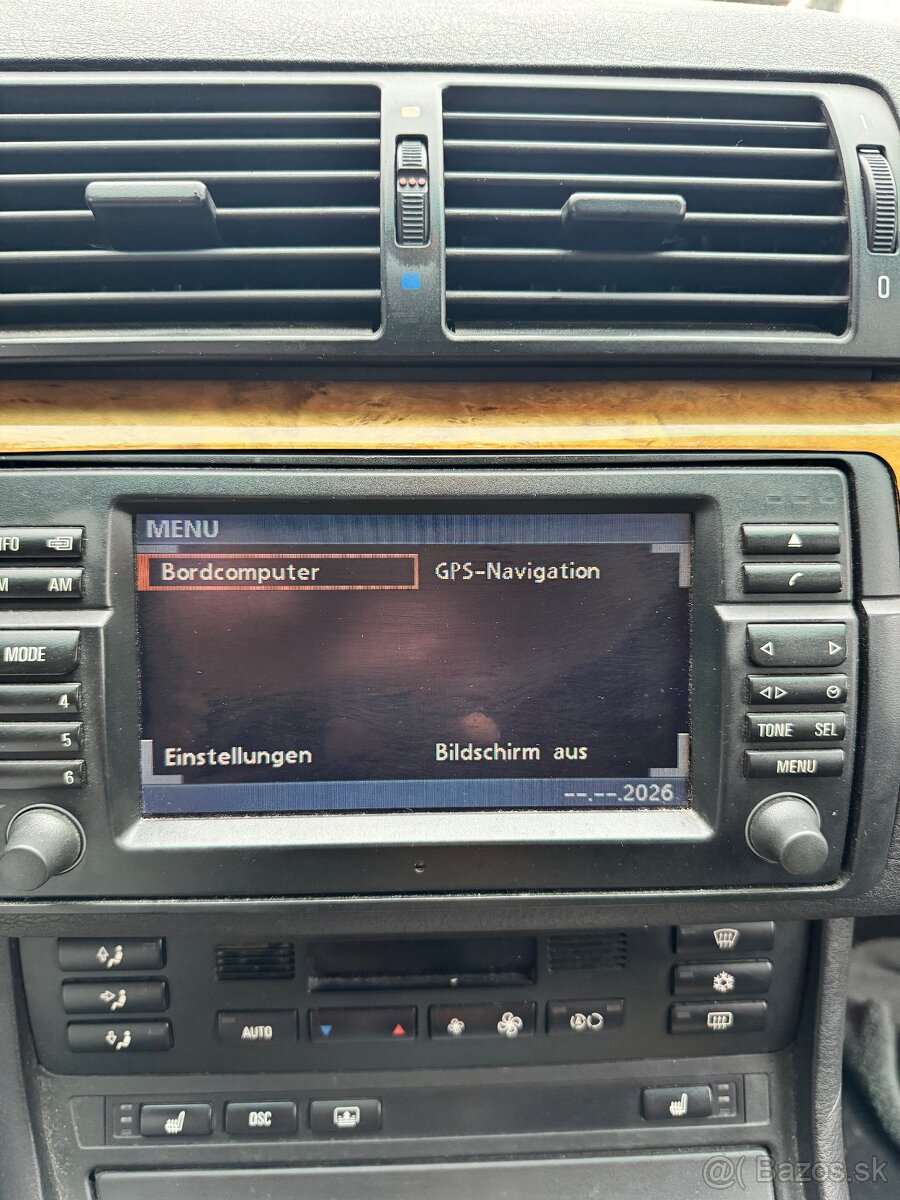 I
0
MENU
Bordcomputer GPS-Navigation
Einstellungen Bildschirm aus
--.--.2026
AM
MODE
4
5
6
TONE SEL
MENU
AUTO
DSC
@( Bazos.sk